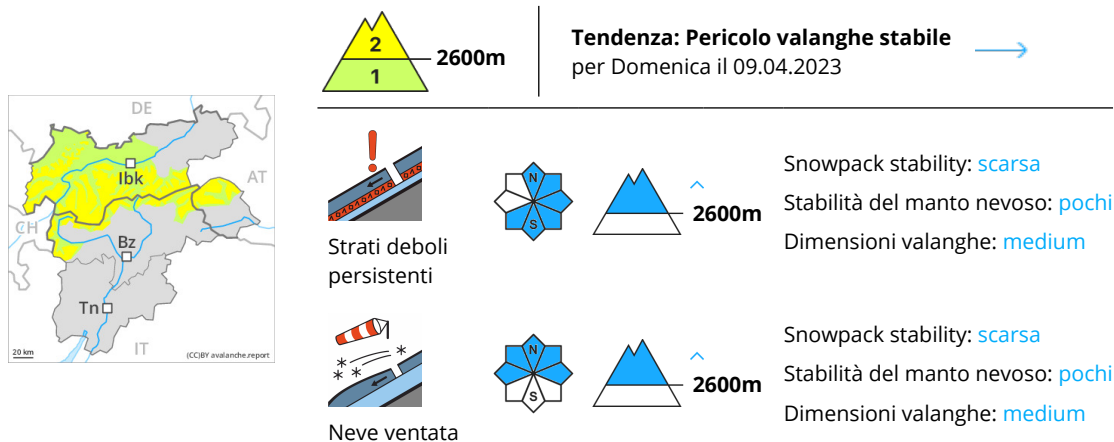 2
1
2600m
Tendenza: Pericolo valanghe stabile
per Domenica il 09.04.2023
DE
Ibk
AT
CH
Bz
Tn
IT
20 km
(CC)BY avalanche.report
Strati deboli
persistenti
N
S
2600m
Snowpack stability: scarsa
Stabilità del manto nevoso: pochi
Dimensioni valanghe: medium
Neve ventata
N
S
2600m
Snowpack stability: scarsa
Stabilità del manto nevoso: pochi
Dimensioni valanghe: medium